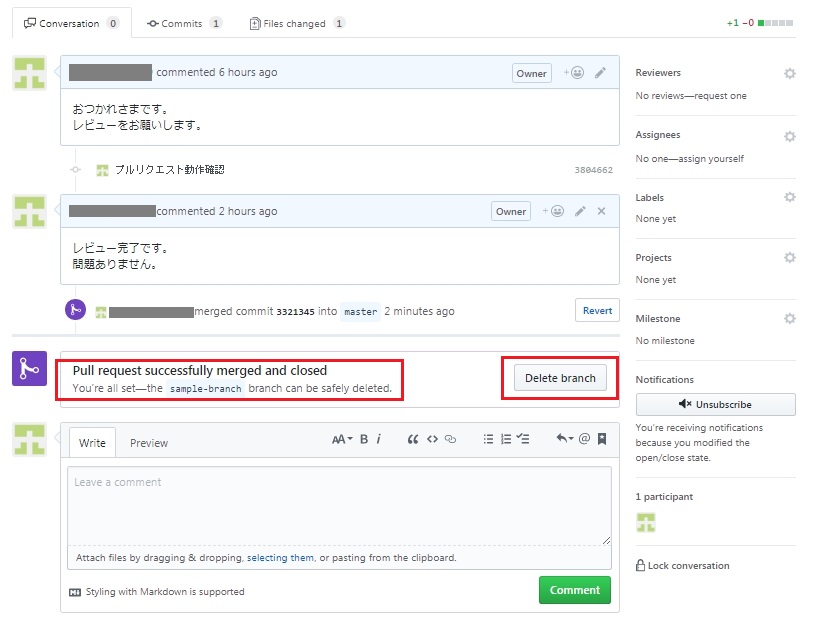 Conversation 0 Commits 1 Files changed 1 +1 −0
commented 6 hours ago Owner
おつかれさまです。
レビューをお願いします。
プルリクエスト動作確認 3804662
commented 2 hours ago Owner
レビュー完了です。
問題ありません。
merged commit 3321345 into master 2 minutes ago Revert
Pull request successfully merged and closed
You're all set—the sample-branch branch can be safely deleted.
Delete branch
Write Preview
AA B i
Leave a comment
Attach files by dragging & dropping, selecting them, or pasting from the clipboard.
Styling with Markdown is supported
Comment
Reviewers
No reviews—request one
Assignees
No one—assign yourself
Labels
None yet
Projects
None yet
Milestone
No milestone
Notifications
Unsubscribe
You're receiving notifications
because you modified the
open/close state.
1 participant
Lock conversation